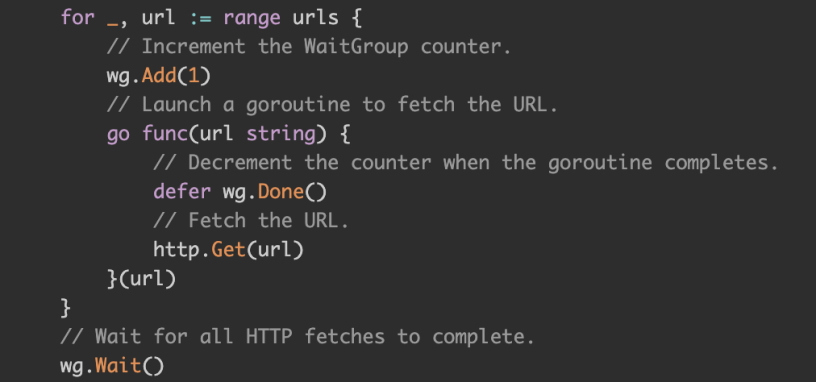 for _, url := range urls {
// Increment the WaitGroup counter.
wg.Add(1)
// Launch a goroutine to fetch the URL.
go func(url string) {
// Decrement the counter when the goroutine completes.
defer wg.Done()
// Fetch the URL.
http.Get(url)
}(url)
}
// Wait for all HTTP fetches to complete.
wg.Wait()